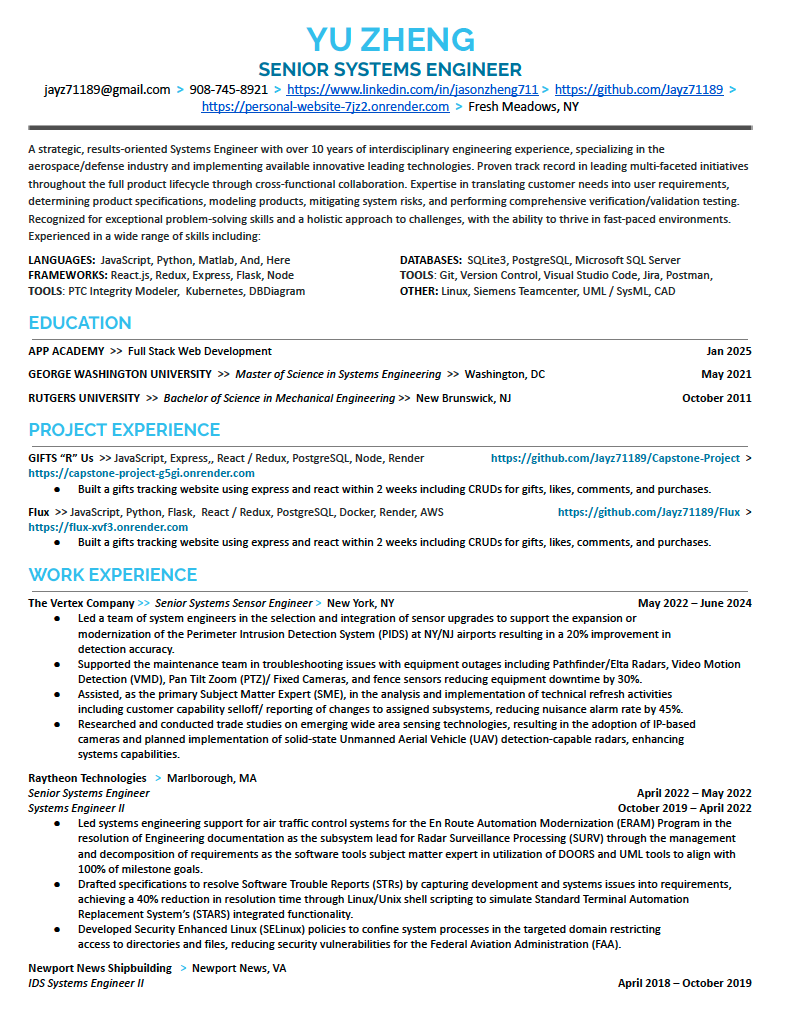 YU ZHENG
SENIOR SYSTEMS ENGINEER
jayz71189@gmail.com > 908-745-8921 > https://www.linkedin.com/in/jasonzheng711 > https://github.com/Jayz71189 >
https://personal-website-7jz2.onrender.com > Fresh Meadows, NY
A strategic, results-oriented Systems Engineer with over 10 years of interdisciplinary engineering experience, specializing in the
aerospace/defense industry and implementing available innovative leading technologies. Proven track record in leading multi-faceted initiatives
throughout the full product lifecycle through cross-functional collaboration. Expertise in translating customer needs into user requirements,
determining product specifications, modeling products, mitigating system risks, and performing comprehensive verification/validation testing.
Recognized for exceptional problem-solving skills and a holistic approach to challenges, with the ability to thrive in fast-paced environments.
Experienced in a wide range of skills including:
LANGUAGES: JavaScript, Python, Matlab, And, Here DATABASES: SQLite3, PostgreSQL, Microsoft SQL Server
FRAMEWORKS: React.js, Redux, Express, Flask, Node TOOLS: Git, Version Control, Visual Studio Code, Jira, Postman,
TOOLS: PTC Integrity Modeler, Kubernetes, DBDiagram OTHER: Linux, Siemens Teamcenter, UML / SysML, CAD
EDUCATION
APP ACADEMY >> Full Stack Web Development Jan 2025
GEORGE WASHINGTON UNIVERSITY >> Master of Science in Systems Engineering >> Washington, DC May 2021
RUTGERS UNIVERSITY >> Bachelor of Science in Mechanical Engineering >> New Brunswick, NJ October 2011
PROJECT EXPERIENCE
GIFTS “R” Us >> JavaScript, Express,, React / Redux, PostgreSQL, Node, Render https://github.com/Jayz71189/Capstone-Project >
https://capstone-project-g5gi.onrender.com
● Built a gifts tracking website using express and react within 2 weeks including CRUDs for gifts, likes, comments, and purchases.
Flux >> JavaScript, Python, Flask, React / Redux, PostgreSQL, Docker, Render, AWS https://github.com/Jayz71189/Flux >
https://flux-xvf3.onrender.com
● Built a gifts tracking website using express and react within 2 weeks including CRUDs for gifts, likes, comments, and purchases.
WORK EXPERIENCE
The Vertex Company >> Senior Systems Sensor Engineer > New York, NY May 2022 – June 2024
● Led a team of system engineers in the selection and integration of sensor upgrades to support the expansion or
modernization of the Perimeter Intrusion Detection System (PIDS) at NY/NJ airports resulting in a 20% improvement in
detection accuracy.
● Supported the maintenance team in troubleshooting issues with equipment outages including Pathfinder/Elta Radars, Video Motion
Detection (VMD), Pan Tilt Zoom (PTZ)/ Fixed Cameras, and fence sensors reducing equipment downtime by 30%.
● Assisted, as the primary Subject Matter Expert (SME), in the analysis and implementation of technical refresh activities
including customer capability selloff/ reporting of changes to assigned subsystems, reducing nuisance alarm rate by 45%.
● Researched and conducted trade studies on emerging wide area sensing technologies, resulting in the adoption of IP-based
cameras and planned implementation of solid-state Unmanned Aerial Vehicle (UAV) detection-capable radars, enhancing
systems capabilities.
Raytheon Technologies > Marlborough, MA
Senior Systems Engineer April 2022 – May 2022
Systems Engineer II October 2019 – April 2022
● Led systems engineering support for air traffic control systems for the En Route Automation Modernization (ERAM) Program in the
resolution of Engineering documentation as the subsystem lead for Radar Surveillance Processing (SURV) through the management
and decomposition of requirements as the software tools subject matter expert in utilization of DOORS and UML tools to align with
100% of milestone goals.
● Drafted specifications to resolve Software Trouble Reports (STRs) by capturing development and systems issues into requirements,
achieving a 40% reduction in resolution time through Linux/Unix shell scripting to simulate Standard Terminal Automation
Replacement System’s (STARS) integrated functionality.
● Developed Security Enhanced Linux (SELinux) policies to confine system processes in the targeted domain restricting
access to directories and files, reducing security vulnerabilities for the Federal Aviation Administration (FAA).
Newport News Shipbuilding > Newport News, VA
IDS Systems Engineer II April 2018 – October 2019